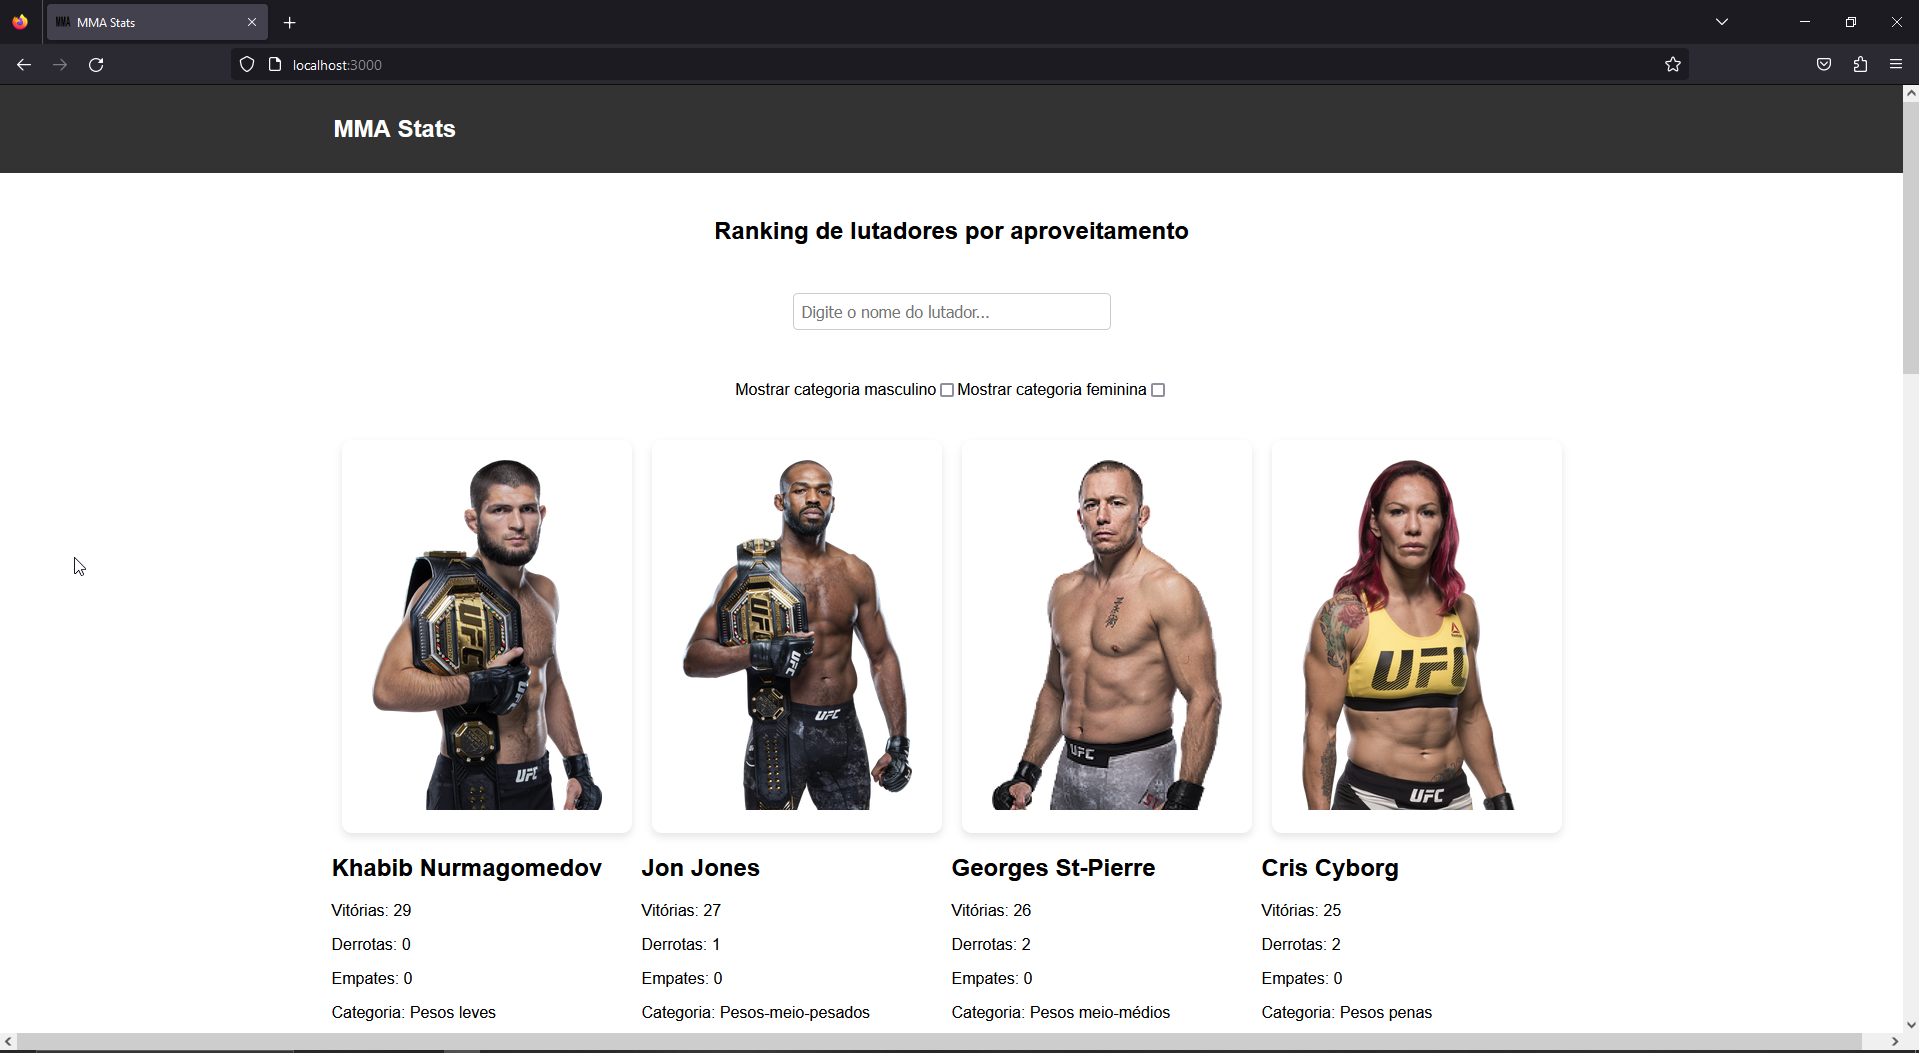 MMA MMA Stats
localhost:3000
MMA Stats
Ranking de lutadores por aproveitamento
Digite o nome do lutador...
Mostrar categoria masculino Mostrar categoria feminina
UFC
UFC
UFC
UFC
UFC
UFC
UFC
UFC
UFC
Khabib Nurmagomedov Jon Jones Georges St-Pierre Cris Cyborg
Vitórias: 29 Vitórias: 27 Vitórias: 26 Vitórias: 25
Derrotas: 0 Derrotas: 1 Derrotas: 2 Derrotas: 2
Empates: 0 Empates: 0 Empates: 0 Empates: 0
Categoria: Pesos leves Categoria: Pesos-meio-pesados Categoria: Pesos meio-médios Categoria: Pesos penas